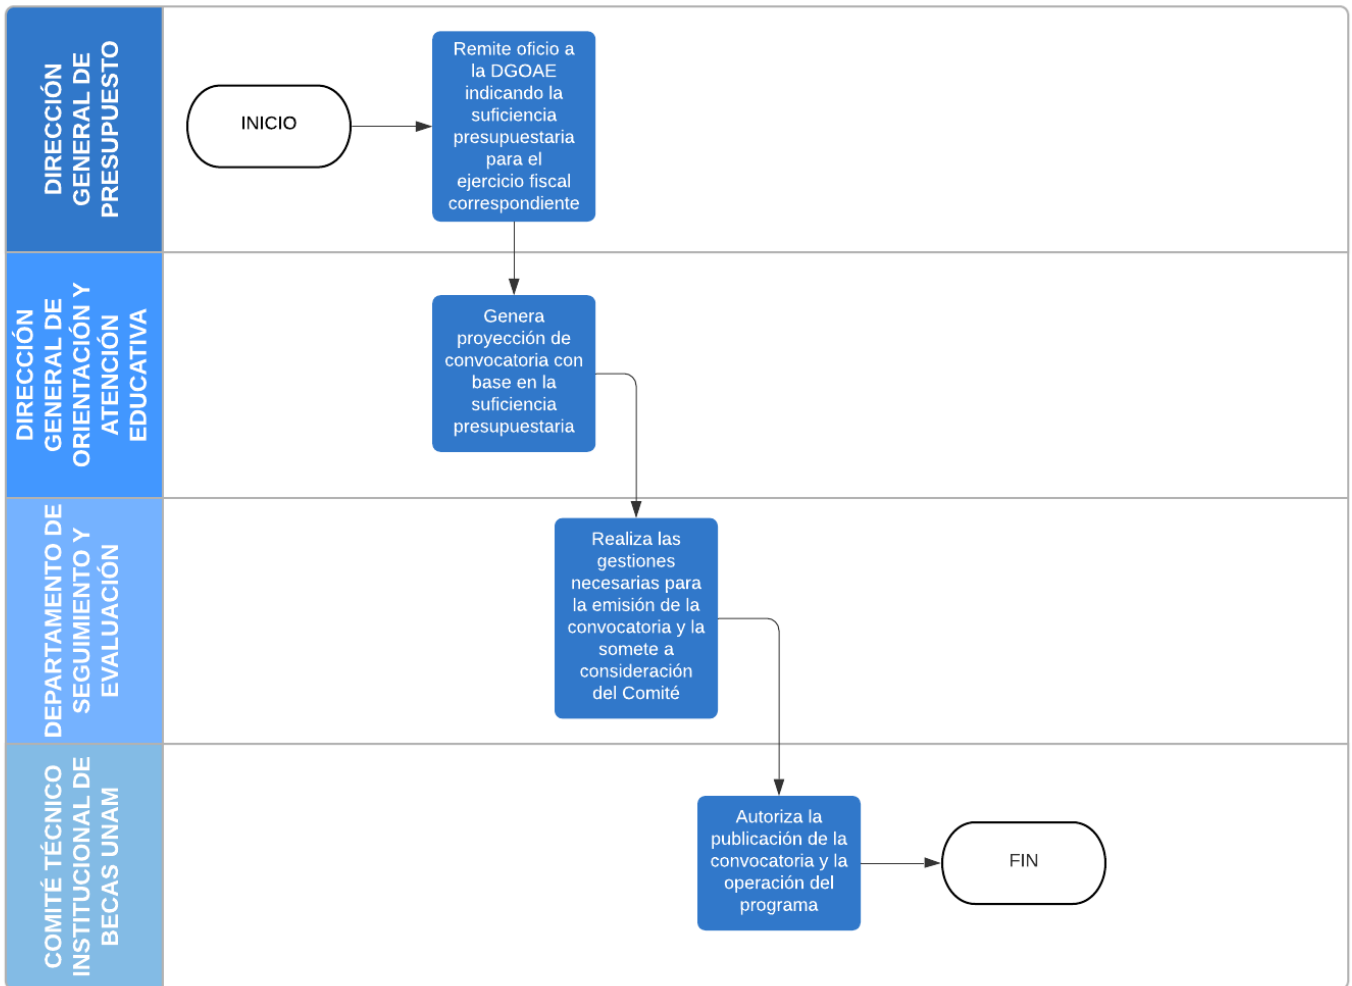 DIRECCIÓN
GENERAL DE
PRESUPUESTO
INICIO
Remite oficio a
la DGOAE
indicando la
suficiencia
presupuestaria
para el
ejercicio fiscal
correspondiente
DIRECCIÓN
GENERAL DE
ORIENTACIÓN Y
ATENCIÓN
EDUCATIVA
Genera
proyección de
convocatoria con
base en la
suficiencia
presupuestaria
DEPARTAMENTO DE
SEGUIMIENTO Y
EVALUACIÓN
Realiza las
gestiones
necesarias para
la emisión de la
convocatoria y la
somete a
consideración
del Comité
COMITÉ TÉCNICO
INSTITUCIONAL DE
BECAS UNAM
Autoriza la
publicación de la
convocatoria y la
operación del
programa
FIN